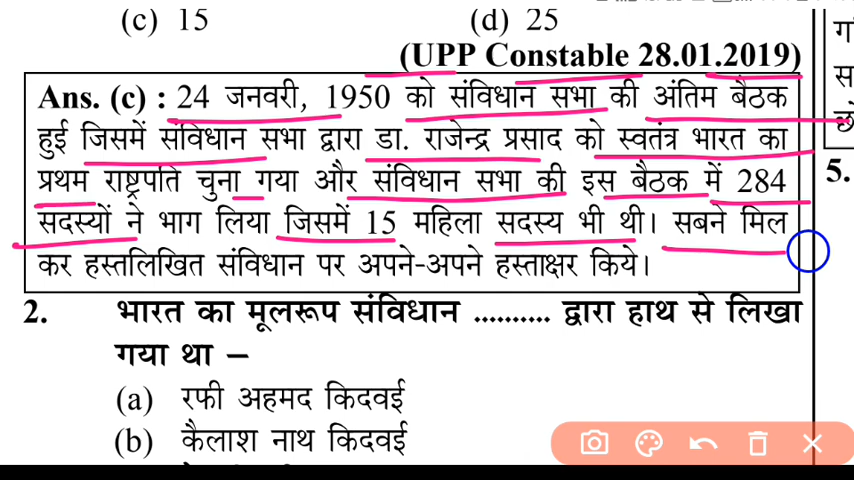 (c) 15 (d) 25
(UPP Constable 28.01.2019)
Ans. (c) : 24 जनवरी, 1950 को संविधान सभा की अंतिम बैठक
हुई जिसमें संविधान सभा द्वारा डा. राजेन्द्र प्रसाद को स्वतंत्र भारत का
प्रथम राष्ट्रपति चुना गया और संविधान सभा की इस बैठक में 284
सदस्यों ने भाग लिया जिसमें 15 महिला सदस्य भी थी। सबने मिल
कर हस्तलिखित संविधान पर अपने-अपने हस्ताक्षर किये।
2. भारत का मूलरूप संविधान .......... द्वारा हाथ से लिखा
गया था –
(a) रफी अहमद किदवई
(b) कैलाश नाथ किदवई
5.